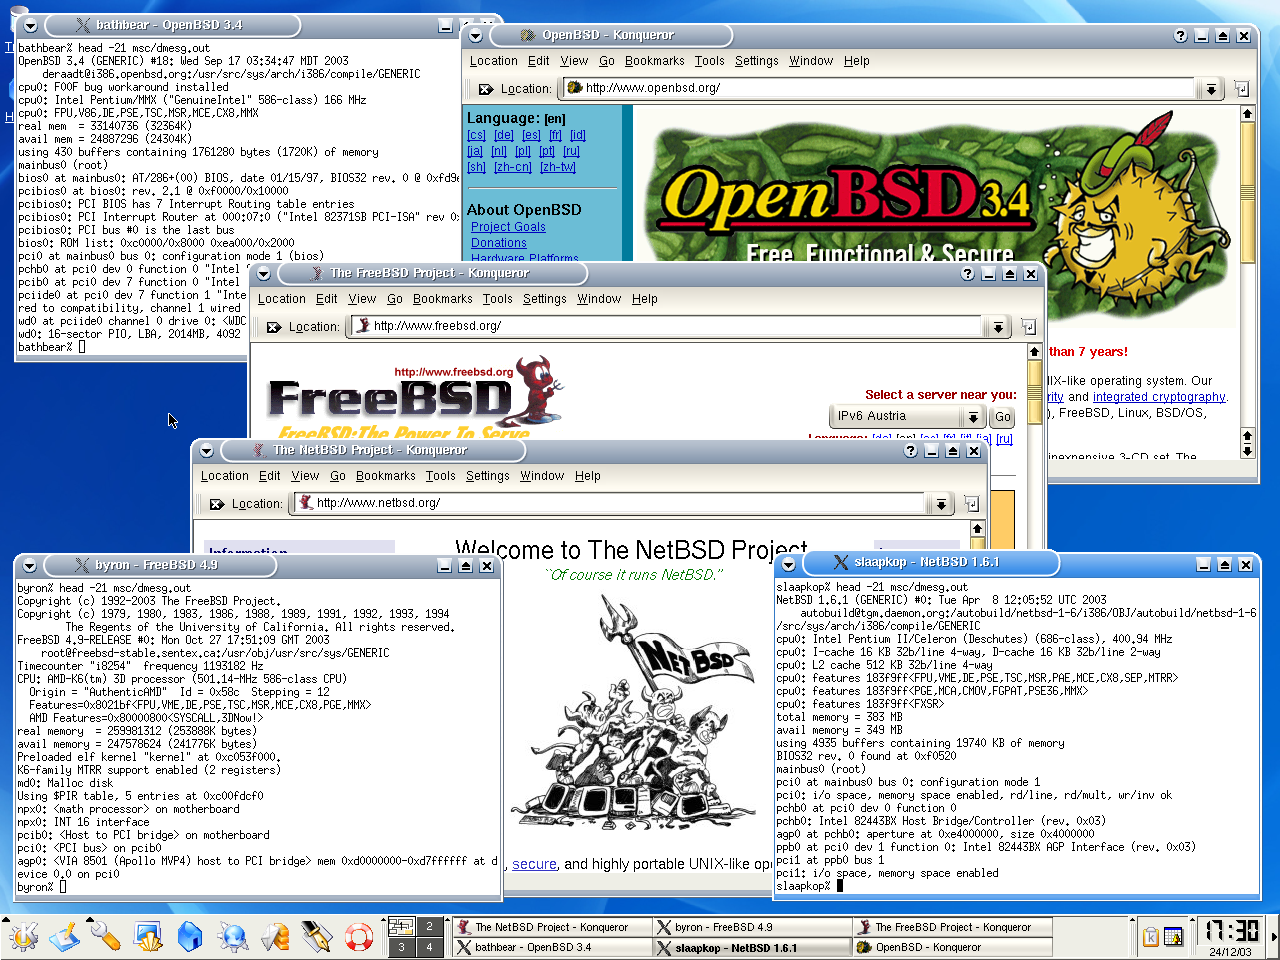 bathbear - OpenBSD 3.4
bathbear% head -21 msc/dmesg.out
OpenBSD 3.4 (GENERIC) #18: Wed Sep 17 03:34:47 MDT 2003
deraadt@i386.openbsd.org:/usr/src/sys/arch/i386/compile/GENERIC
cpu0: F00F bug workaround installed
cpu0: Intel Pentium/MMX ("GenuineIntel" 586-class) 166 MHz
cpu0: FPU,V86,DE,PSE,TSC,MSR,MCE,CX8,MMX
real mem  = 33140736 (32364K)
avail mem = 24887296 (24304K)
using 430 buffers containing 1761280 bytes (1720K) of memory
mainbus0 (root)
bios0 at mainbus0: AT/286+(00) BIOS, date 01/15/97, BIOS32 rev. 0 @ 0xfd9
pcibios0 at bios0: rev. 2.1 @ 0xf0000/0x10000
pcibios0: PCI BIOS has 7 Interrupt Routing table entries
pcibios0: PCI Interrupt Router at 000:07:0 ("Intel 82371SB PCI-ISA" rev 0
pcibios0: PCI bus #0 is the last bus
bios0: ROM list: 0xc0000/0x8000 0xea000/0x2000
pci0 at mainbus0 bus 0: configuration mode 1 (bios)
pchb0 at pci0 dev 0 function 0 "Intel
pcib0 at pci0 dev 7 function 0 "Intel
pciide0 at pci0 dev 7 function 1 "Inte
red to compatibility, channel 1 wired
wd0 at pciide0 channel 0 drive 0: <WDC
wd0: 16-sector PIO, LBA, 2014MB, 4092
bathbear%
OpenBSD - Konqueror
Location Edit View Go Bookmarks Tools Settings Window Help
Location: http://www.openbsd.org/
Language: [en]
[cs] [de] [es] [fr] [id]
[ja] [nl] [pl] [pt] [ru]
[sh] [zh-cn] [zh-tw]
About OpenBSD
Project Goals
Donations
Hardware Platforms
OpenBSD 3.4
Free, Functional & Secure
than 7 years!
IIX-like operating system. Our
rity and integrated cryptography.
), FreeBSD, Linux, BSD/OS,
inexpensive 3-CD set. The
The FreeBSD Project - Konqueror
Location Edit View Go Bookmarks Tools Settings Window Help
Location: http://www.freebsd.org/
http://www.freebsd.org
FreeBSD
FreeBSD: The Power To Serve
Select a server near you:
IPv6 Austria Go
Language: [de] [en] [es] [fr] [it] [ja] [ru]
The NetBSD Project - Konqueror
Location Edit View Go Bookmarks Tools Settings Window Help
Location: http://www.netbsd.org/
Information
Welcome to The NetBSD Project
``Of course it runs NetBSD.''
NETBSD
, secure, and highly portable UNIX-like op
byron - FreeBSD 4.9
byron% head -21 msc/dmesg.out
Copyright (c) 1992-2003 The FreeBSD Project.
Copyright (c) 1979, 1980, 1983, 1986, 1988, 1989, 1991, 1992, 1993, 1994
The Regents of the University of California. All rights reserved.
FreeBSD 4.9-RELEASE #0: Mon Oct 27 17:51:09 GMT 2003
root@freebsd-stable.sentex.ca:/usr/obj/usr/src/sys/GENERIC
Timecounter "i8254"  frequency 1193182 Hz
CPU: AMD-K6(tm) 3D processor (501.14-MHz 586-class CPU)
Origin = "AuthenticAMD"  Id = 0x58c  Stepping = 12
Features=0x8021bf<FPU,VME,DE,PSE,TSC,MSR,MCE,CX8,PGE,MMX>
AMD Features=0x80000800<SYSCALL,3DNow!>
real memory  = 259981312 (253888K bytes)
avail memory = 247578624 (241776K bytes)
Preloaded elf kernel "kernel" at 0xc053f000.
K6-family MTRR support enabled (2 registers)
md0: Malloc disk
Using $PIR table, 5 entries at 0xc00fdcf0
npx0: <math processor> on motherboard
npx0: INT 16 interface
pcib0: <Host to PCI bridge> on motherboard
pci0: <PCI bus> on pcib0
agp0: <VIA 8501 (Apollo MVP4) host to PCI bridge> mem 0xd0000000-0xd7ffffff at d
evice 0.0 on pci0
byron%
slaapkop - NetBSD 1.6.1
slaapkop% head -21 msc/dmesg.out
NetBSD 1.6.1 (GENERIC) #0: Tue Apr  8 12:05:52 UTC 2003
autobuild@tgm.daemon.org:/autobuild/netbsd-1-6/i386/OBJ/autobuild/netbsd-1-6
/src/sys/arch/i386/compile/GENERIC
cpu0: Intel Pentium II/Celeron (Deschutes) (686-class), 400.94 MHz
cpu0: I-cache 16 KB 32b/line 4-way, D-cache 16 KB 32b/line 2-way
cpu0: L2 cache 512 KB 32b/line 4-way
cpu0: features 183f9ff<FPU,VME,DE,PSE,TSC,MSR,PAE,MCE,CX8,SEP,MTRR>
cpu0: features 183f9ff<PGE,MCA,CMOV,FGPAT,PSE36,MMX>
cpu0: features 183f9ff<FXSR>
total memory = 383 MB
avail memory = 349 MB
using 4935 buffers containing 19740 KB of memory
BIOS32 rev. 0 found at 0xf0520
mainbus0 (root)
pci0 at mainbus0 bus 0: configuration mode 1
pci0: i/o space, memory space enabled, rd/line, rd/mult, wr/inv ok
pchb0 at pci0 dev 0 function 0
pchb0: Intel 82443BX Host Bridge/Controller (rev. 0x03)
agp0 at pchb0: aperture at 0xe4000000, size 0x4000000
ppb0 at pci0 dev 1 function 0: Intel 82443BX AGP Interface (rev. 0x03)
pci1 at ppb0 bus 1
pci1: i/o space, memory space enabled
slaapkop%
2
3 4
The NetBSD Project - Konqueror
byron - FreeBSD 4.9
The FreeBSD Project - Konqueror
bathbear - OpenBSD 3.4
slaapkop - NetBSD 1.6.1
OpenBSD - Konqueror
17:30
24/12/03